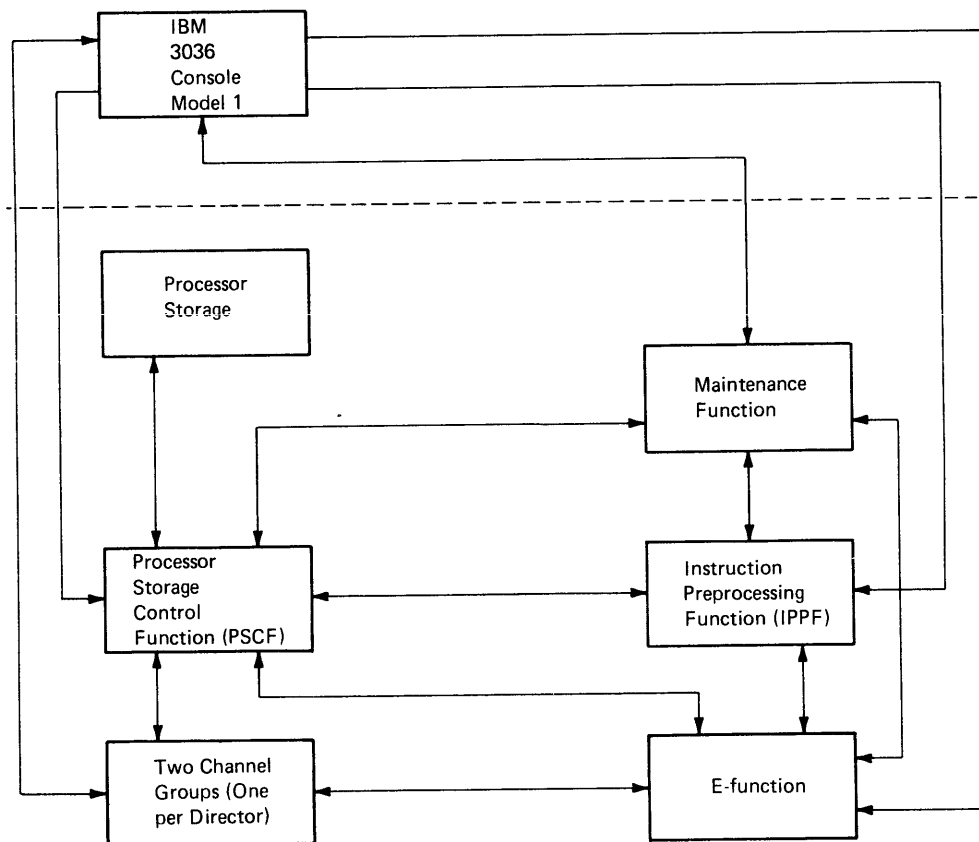 IBM
3036
Console
Model 1
Processor
Storage
Maintenance
Function
Processor
Storage
Control
Function (PSCF)
Instruction
Preprocessing
Function (IPPF)
Two Channel
Groups (One
per Director)
E-function